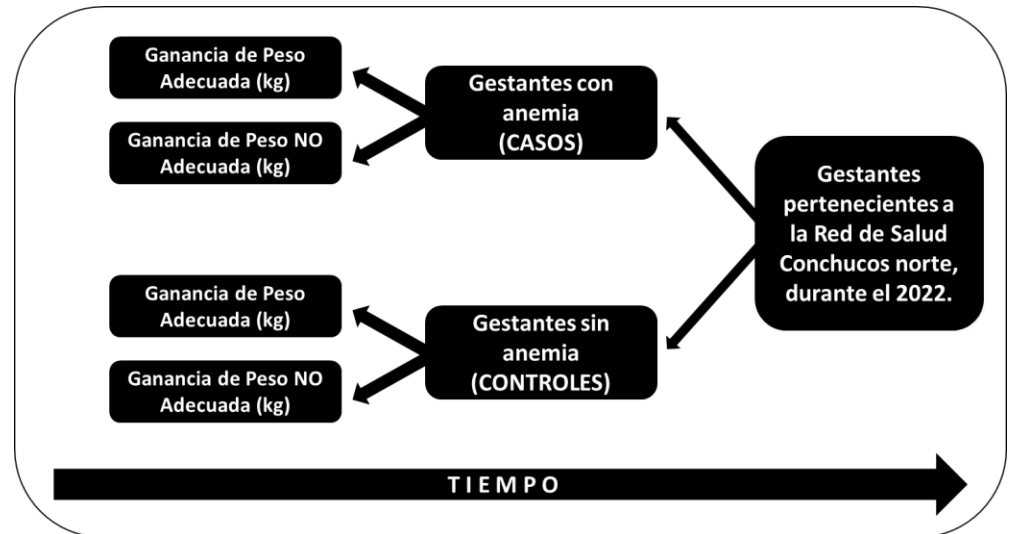 Ganancia de Peso
Adecuada (kg)
Ganancia de Peso NO
Adecuada (kg)
Gestantes con
anemia
(CASOS)
Gestantes
pertenecientes a
la Red de Salud
Conchucos norte,
durante el 2022.
Ganancia de Peso
Adecuada (kg)
Ganancia de Peso NO
Adecuada (kg)
Gestantes sin
anemia
(CONTROLES)
TIEMPO